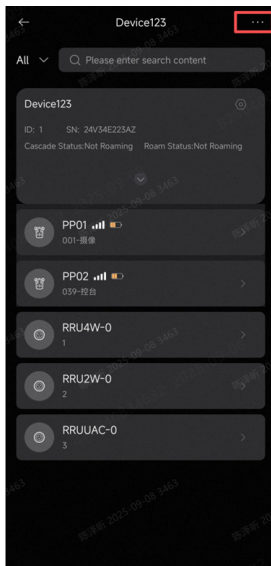 Device123
All
Please enter search content
Device123
ID: 1 SN: 24V34E223AZ
Cascade Status:Not Roaming Roam Status:Not Roaming
PP01
001-摄像
PP02
039-控台
RRU4W-0
1
RRU2W-0
2
RRUUAC-0
3